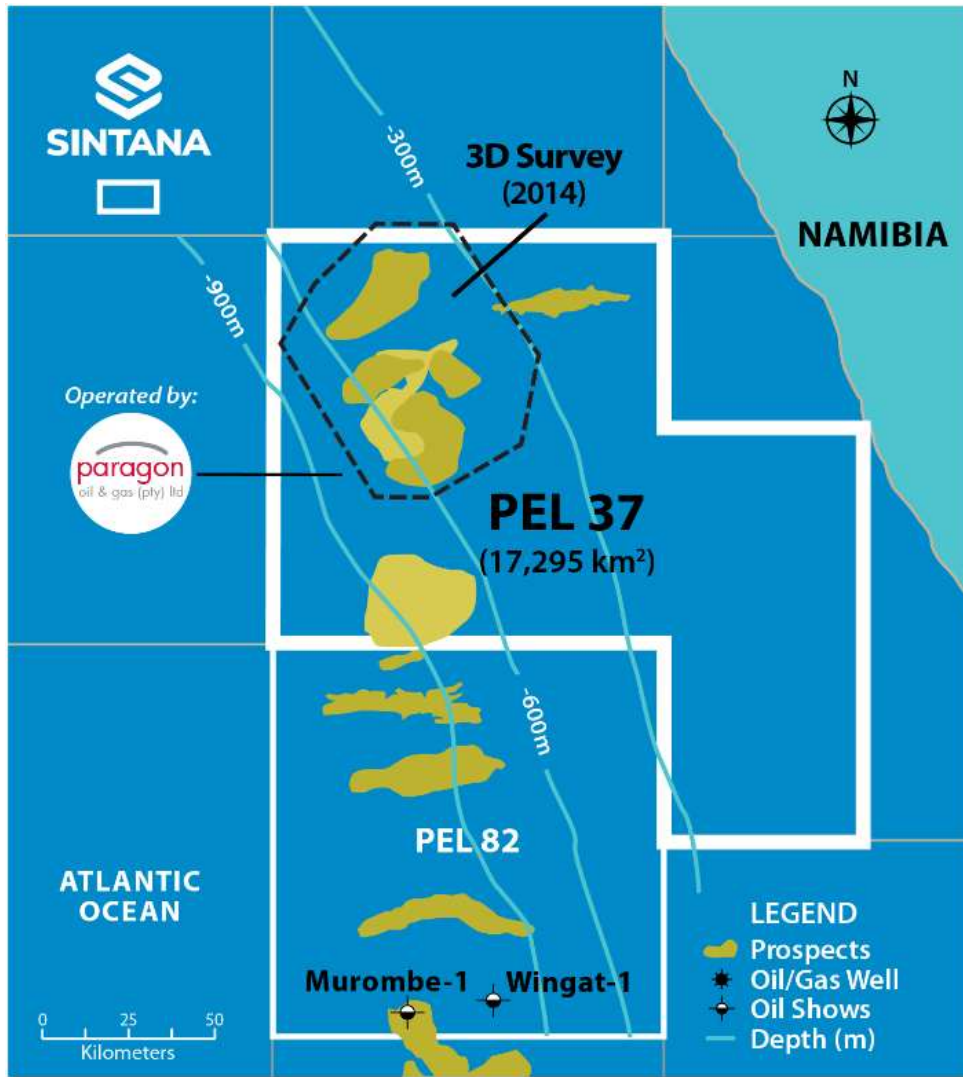 SINTANA
N
-300m
3D Survey
(2014)
NAMIBIA
-900m
Operated by:
paragon
oil & gas (pty) ltd
PEL 37
(17,295 km²)
-600m
PEL 82
ATLANTIC
OCEAN
LEGEND
Prospects
Oil/Gas Well
Oil Shows
Depth (m)
Murombe-1
Wingat-1
0 25 50
Kilometers